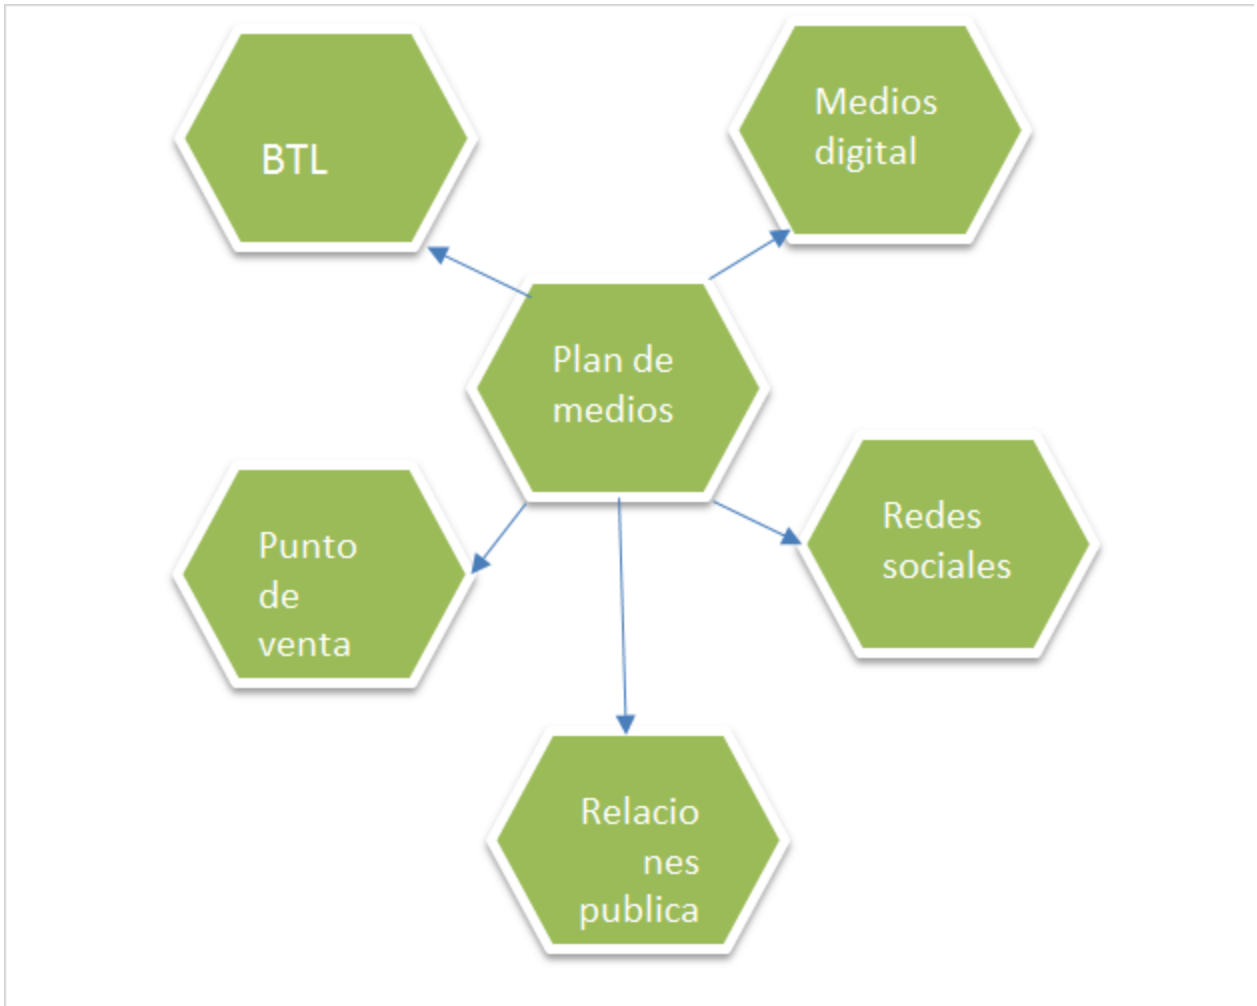 BTL
Medios
digital
Plan de
medios
Punto
de
venta
Redes
sociales
Relacio
nes
publica